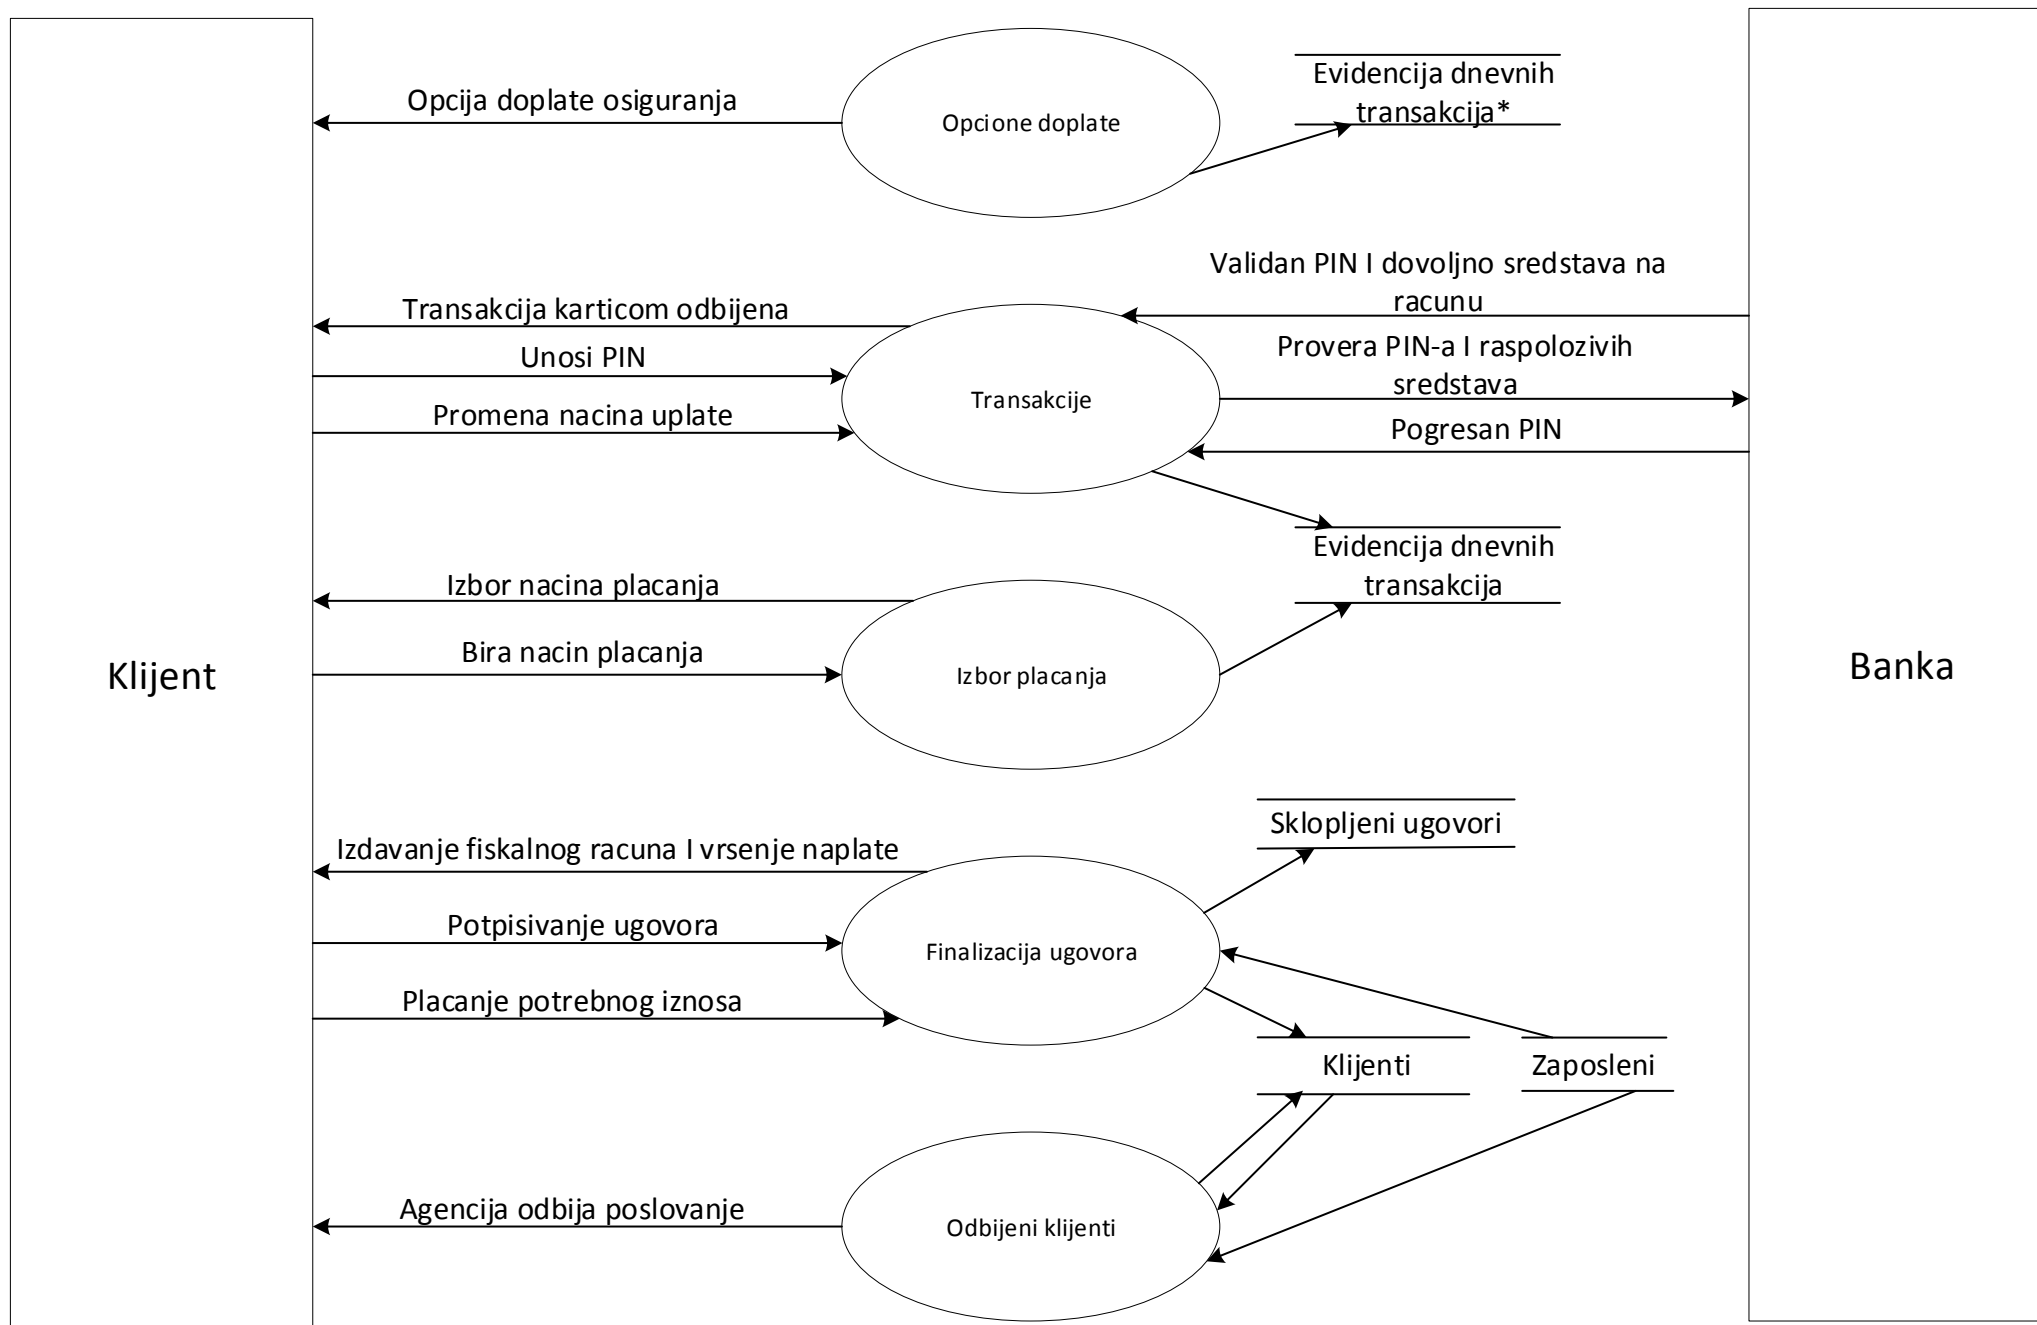 Opcija doplate osiguranja
Opcione doplate
Evidencija dnevnih
transakcija*
Validan PIN I dovoljno sredstava na
racunu
Transakcija karticom odbijena
Unosi PIN
Provera PIN-a I raspolozivih
sredstava
Transakcije
Promena nacina uplate
Pogresan PIN
Evidencija dnevnih
transakcija
Izbor nacina placanja
Bira nacin placanja
Izbor placanja
Klijent
Banka
Sklopljeni ugovori
Izdavanje fiskalnog racuna I vrsenje naplate
Potpisivanje ugovora
Finalizacija ugovora
Placanje potrebnog iznosa
Klijenti
Zaposleni
Agencija odbija poslovanje
Odbijeni klijenti